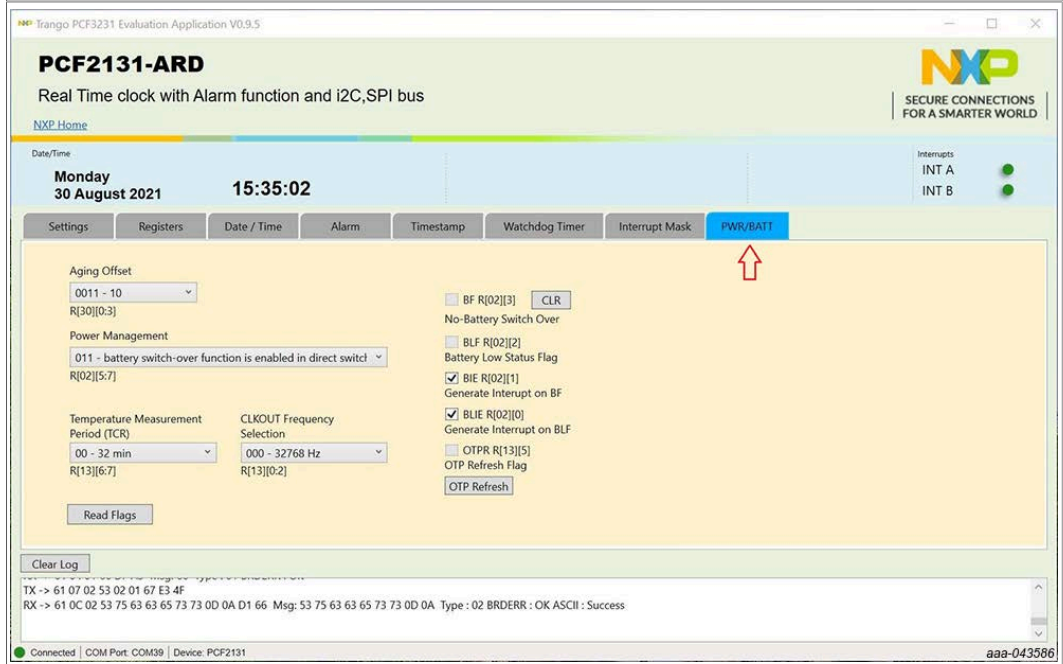 Trango PCF3231 Evaluation Application V0.9.5
PCF2131-ARD
Real Time clock with Alarm function and i2C,SPI bus
NXP Home
NXP
SECURE CONNECTIONS
FOR A SMARTER WORLD
Date/Time
Monday
30 August 2021
15:35:02
Interrupts
INT A
INT B
Settings Registers Date / Time Alarm Timestamp Watchdog Timer Interrupt Mask PWR/BATT
Aging Offset
0011 - 10
R[30][0:3]
Power Management
011 - battery switch-over function is enabled in direct switcl
R[02][5:7]
Temperature Measurement
Period (TCR)
00 - 32 min
R[13][6:7]
CLKOUT Frequency
Selection
000 - 32768 Hz
R[13][0:2]
Read Flags
BF R[02][3] CLR
No-Battery Switch Over
BLF R[02][2]
Battery Low Status Flag
BIE R[02][1]
Generate Interupt on BF
BLIE R[02][0]
Generate Interrupt on BLF
OTPR R[13][5]
OTP Refresh Flag
OTP Refresh
Clear Log
TX -> 61 07 02 53 02 01 67 E3 4F
RX -> 61 0C 02 53 75 63 63 65 73 73 0D 0A D1 66 Msg: 53 75 63 63 65 73 73 0D 0A Type : 02 BRDERR : OK ASCII : Success
Connected COM Port: COM39 Device: PCF2131
aaa-043586